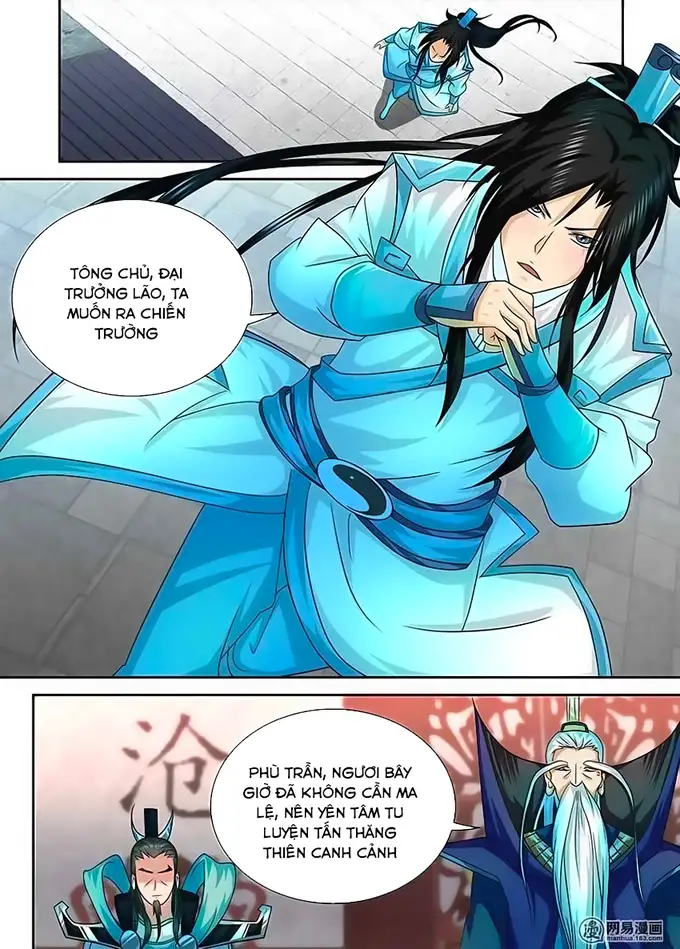 TÔNG CHỦ, ĐẠI
TRƯỞNG LÃO, TA
MUỐN RA CHIẾN
TRƯỜNG
沧
PHÙ TRẦN, NGƯƠI BÂY
GIỜ ĐÃ KHÔNG CẨN MA
LỆ, NÊN YÊN TÂM TU
LUYỆN TẤN THĂNG
THIÊN CANH CẢNH
网易漫画
manhua.163.com